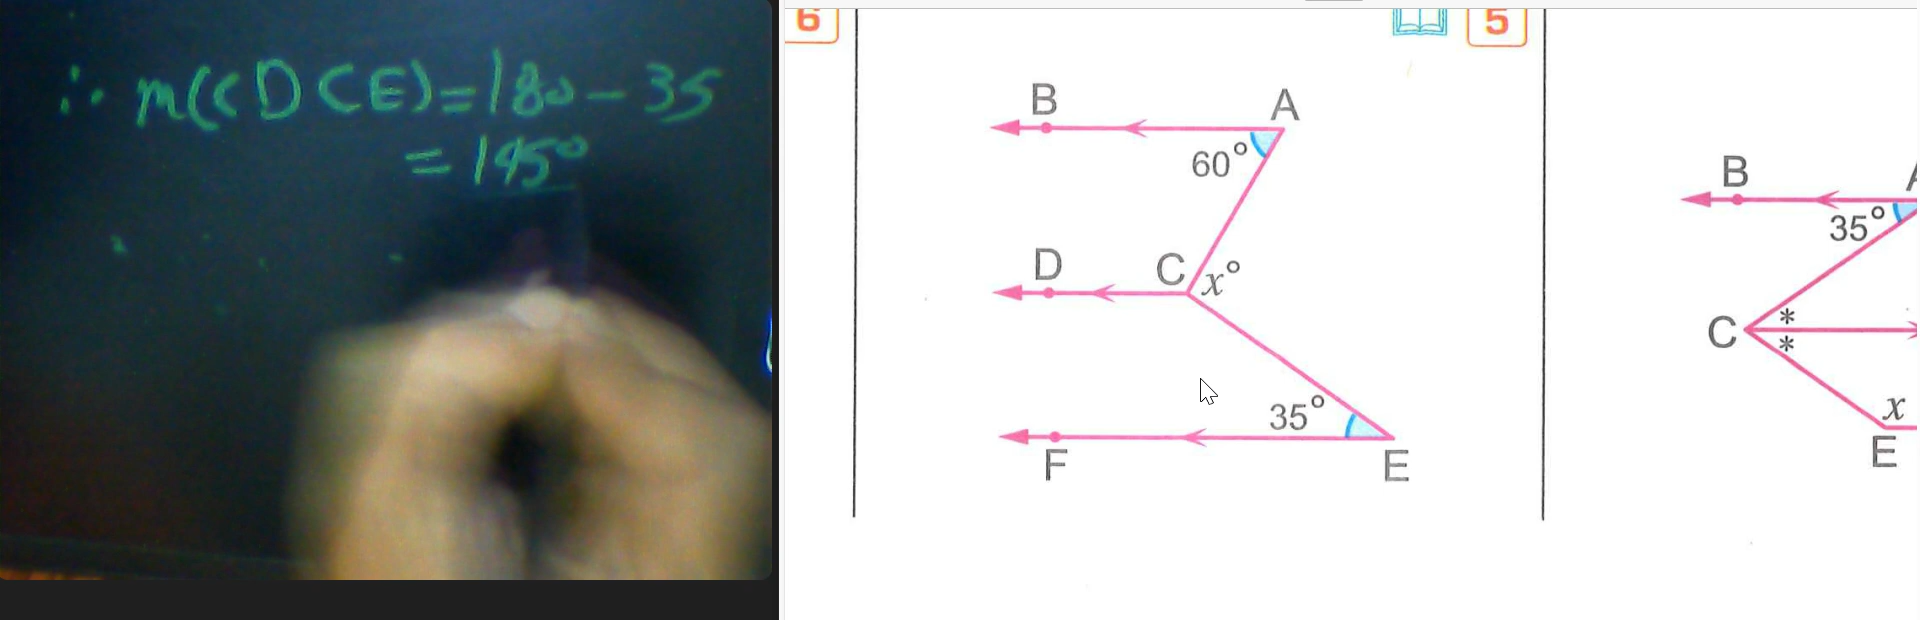 ∴ m(<DCE) = 180 - 35
= 145°
6
5
B
A
60°
D
C
x°
35°
F
E
B
35°
C
*
*
x
E